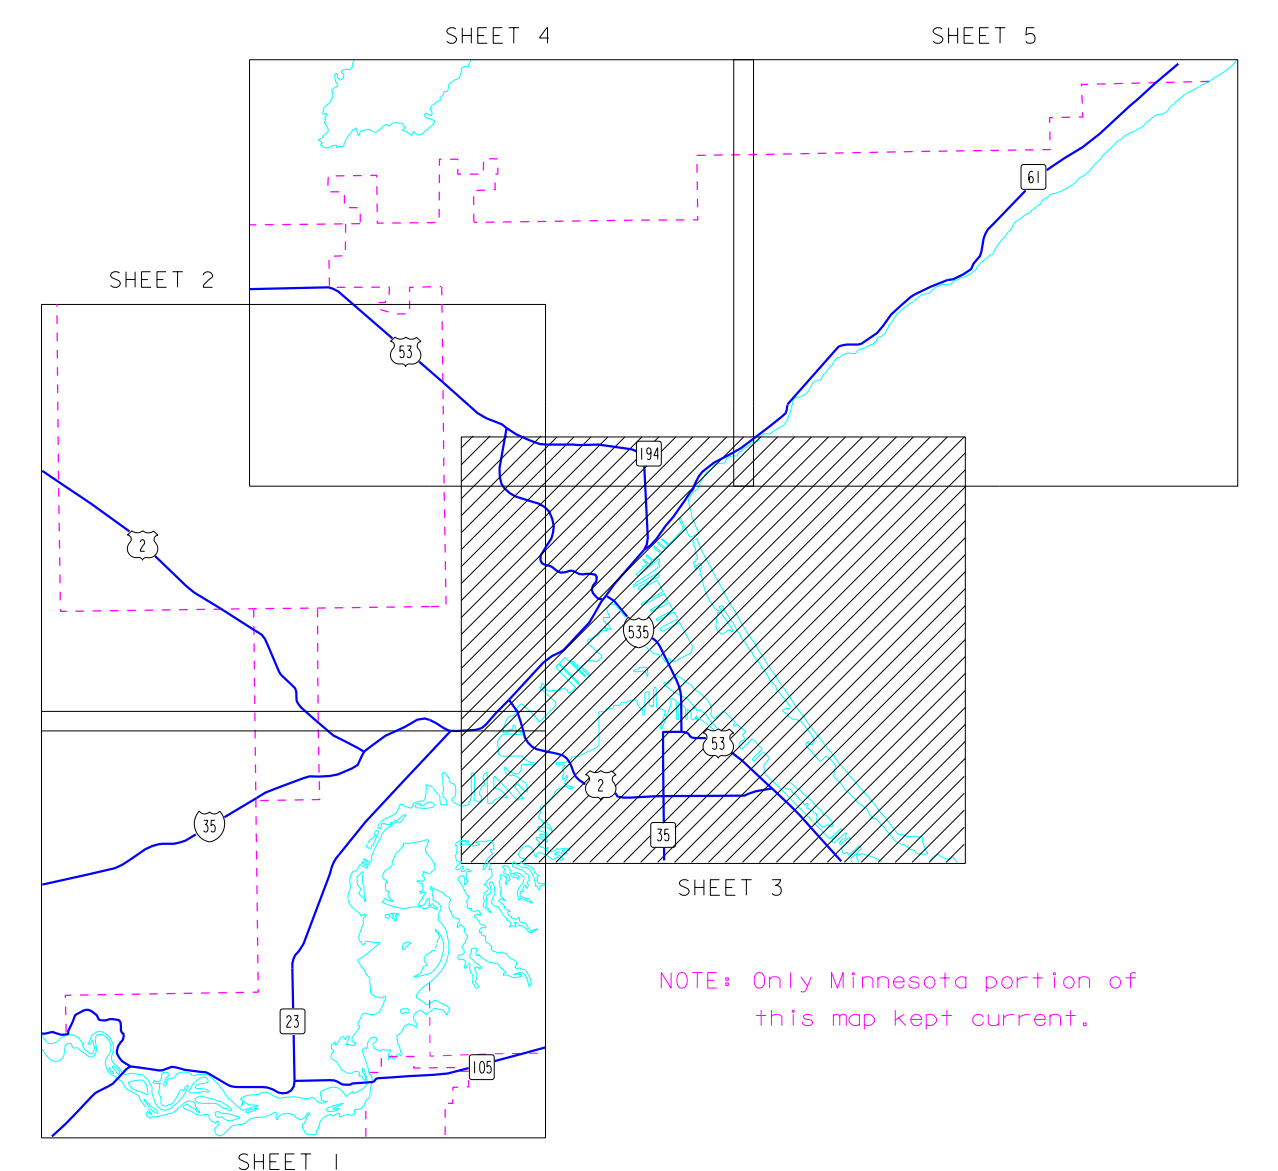 SHEET 4
SHEET 5
61
SHEET 2
53
194
2
535
53
2
35
35
SHEET 3
NOTE: Only Minnesota portion of
this map kept current.
23
105
SHEET 1